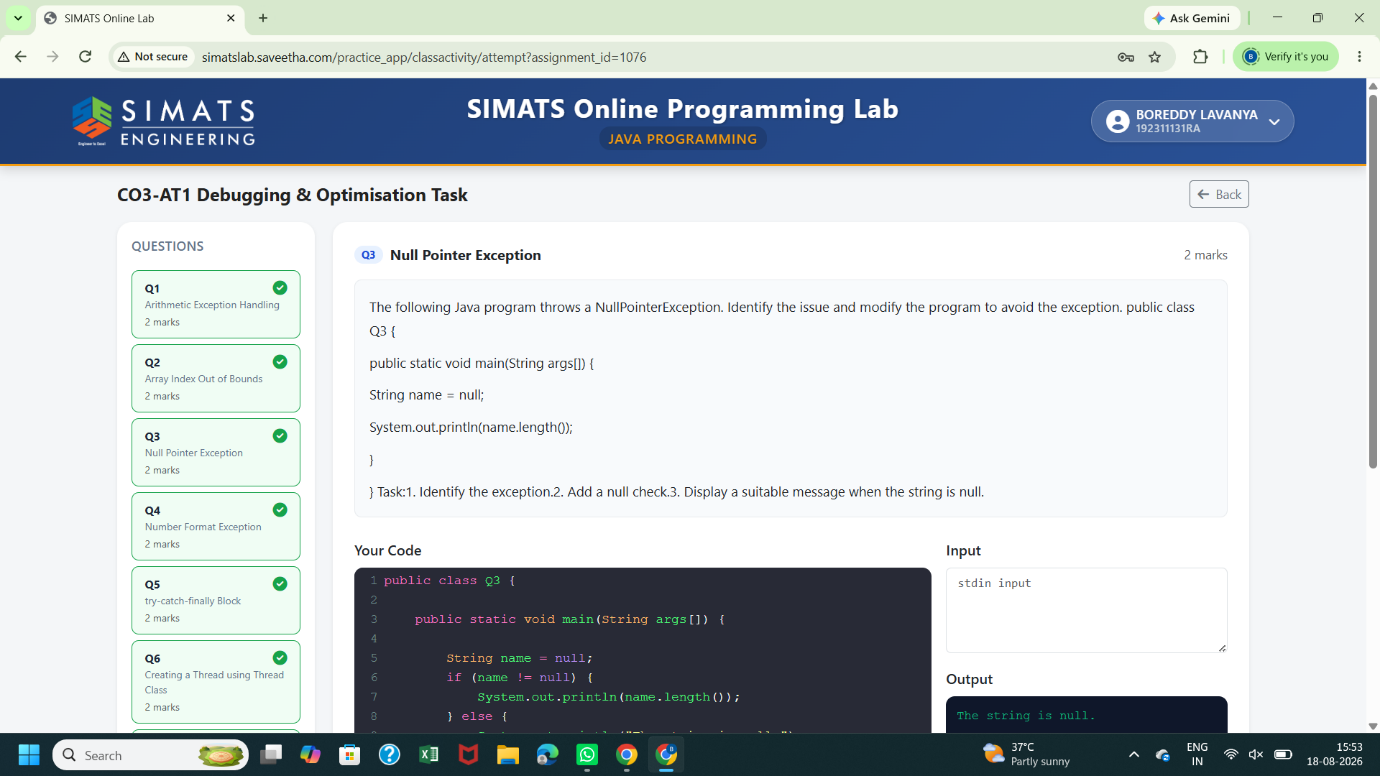 SIMATS Online Lab
Ask Gemini
Not secure
simatslab.saveetha.com/practice_app/classactivity/attempt?assignment_id=1076
B
Verify it's you
SIMATS
ENGINEERING
Engineer to Excel
SIMATS Online Programming Lab
JAVA PROGRAMMING
BOREDDY LAVANYA
192311131RA
CO3-AT1 Debugging & Optimisation Task
Back
QUESTIONS
Q1
Arithmetic Exception Handling
2 marks
Q2
Array Index Out of Bounds
2 marks
Q3
Null Pointer Exception
2 marks
Q4
Number Format Exception
2 marks
Q5
try-catch-finally Block
2 marks
Q6
Creating a Thread using Thread
Class
2 marks
Q3 Null Pointer Exception
2 marks
The following Java program throws a NullPointerException. Identify the issue and modify the program to avoid the exception. public class
Q3 {
public static void main(String args[]) {
String name = null;
System.out.println(name.length());
}
} Task:1. Identify the exception.2. Add a null check.3. Display a suitable message when the string is null.
Your Code
1 public class Q3 {
2
3 public static void main(String args[]) {
4
5 String name = null;
6 if (name != null) {
7 System.out.println(name.length());
8 } else {
Input
stdin input
Output
The string is null.
Search
37°C
Partly sunny
ENG
IN
15:53
18-08-2026